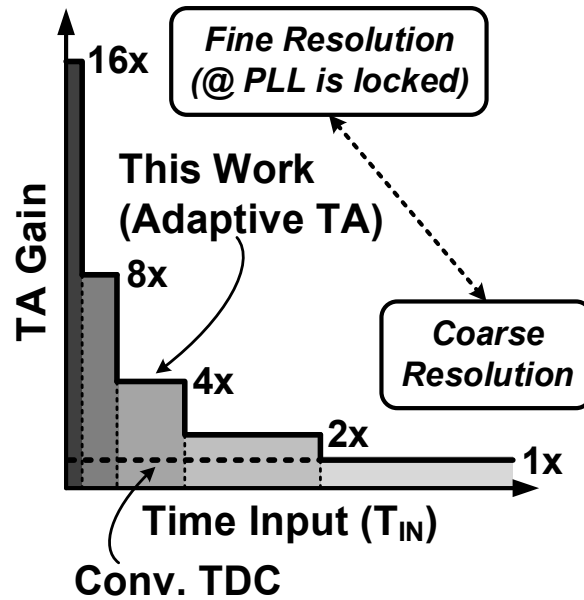 Fine Resolution
(@ PLL is locked)
16x
This Work
(Adaptive TA)
TA Gain
8x
Coarse
Resolution
4x
2x
1x
Time Input (T_IN)
Conv. TDC